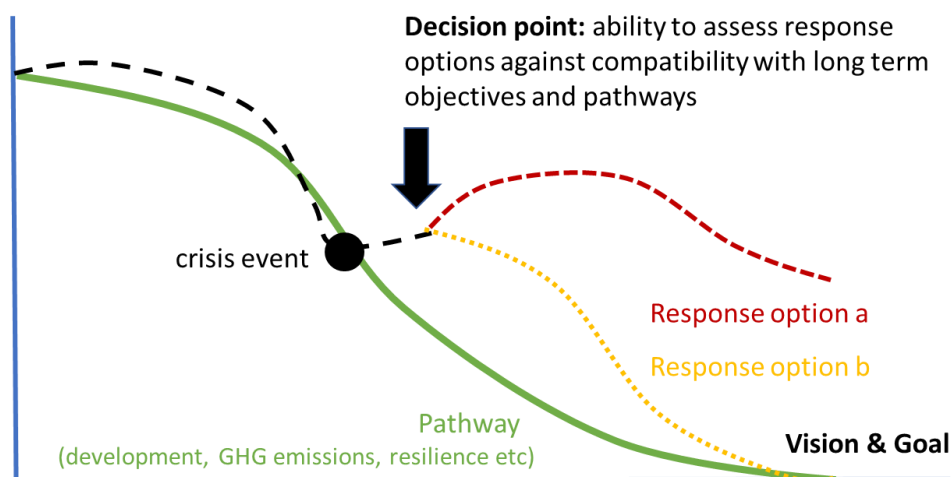 Decision point: ability to assess response
options against compatibility with long term
objectives and pathways
crisis event
Response option a
Response option b
Pathway
(development, GHG emissions, resilience etc)
Vision & Goal